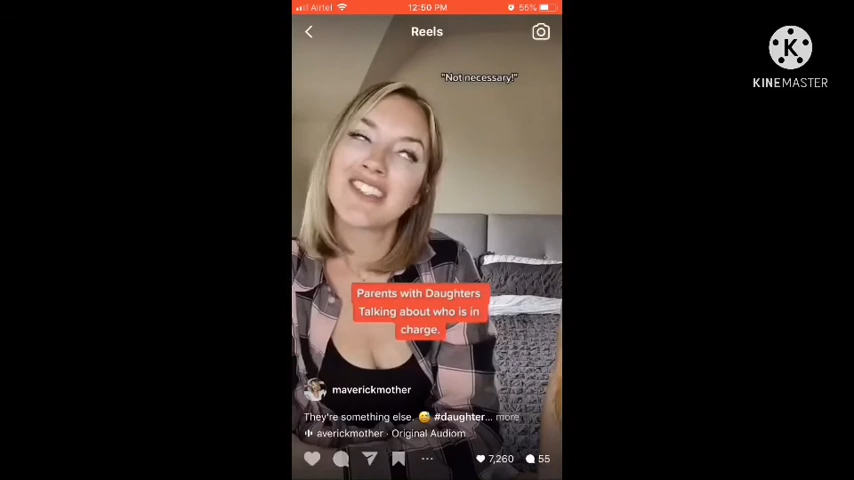 Airtel
12:50 PM
55%
Reels
"Not necessary!"
K
KINEMASTER
Parents with Daughters
Talking about who is in
charge.
maverickmother
They're something else. 😅 #daughter... more
averickmother · Original Audiom
7,260
55